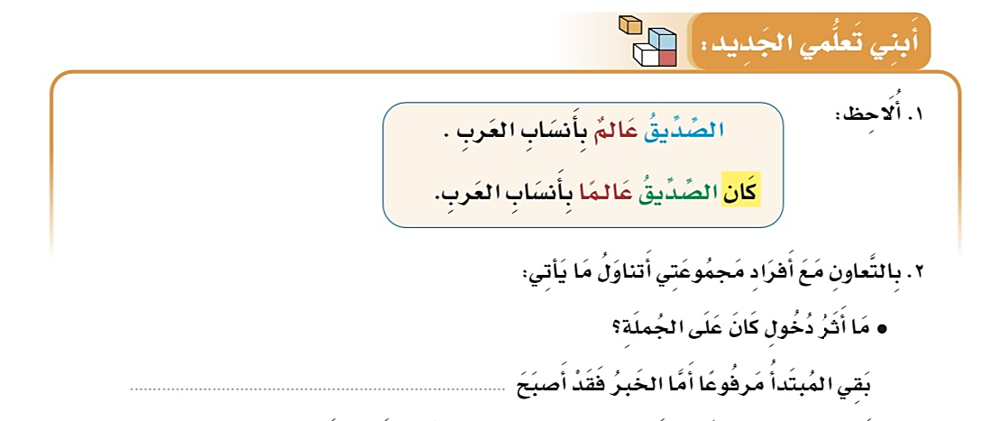 أَبنِي تَعلُّمي الجَدِيد:
١. أُلَاحِظ:
الصِّدِّيقُ عَالمٌ بِأَنسَابِ العَربِ .
كَان الصِّدِّيقُ عَالمًا بِأَنسَابِ العَربِ.
٢. بِالتَّعاونِ مَعَ أَفرَادِ مَجمُوعَتِي أَتناوَلُ مَا يَأتِي:
• مَا أَثَرُ دُخُولِ كَانَ عَلَى الجُملَةِ؟
بَقِي المُبتَدأُ مَرفُوعًا أَمَّا الخَبرُ فَقَدْ أَصبَحَ ........................